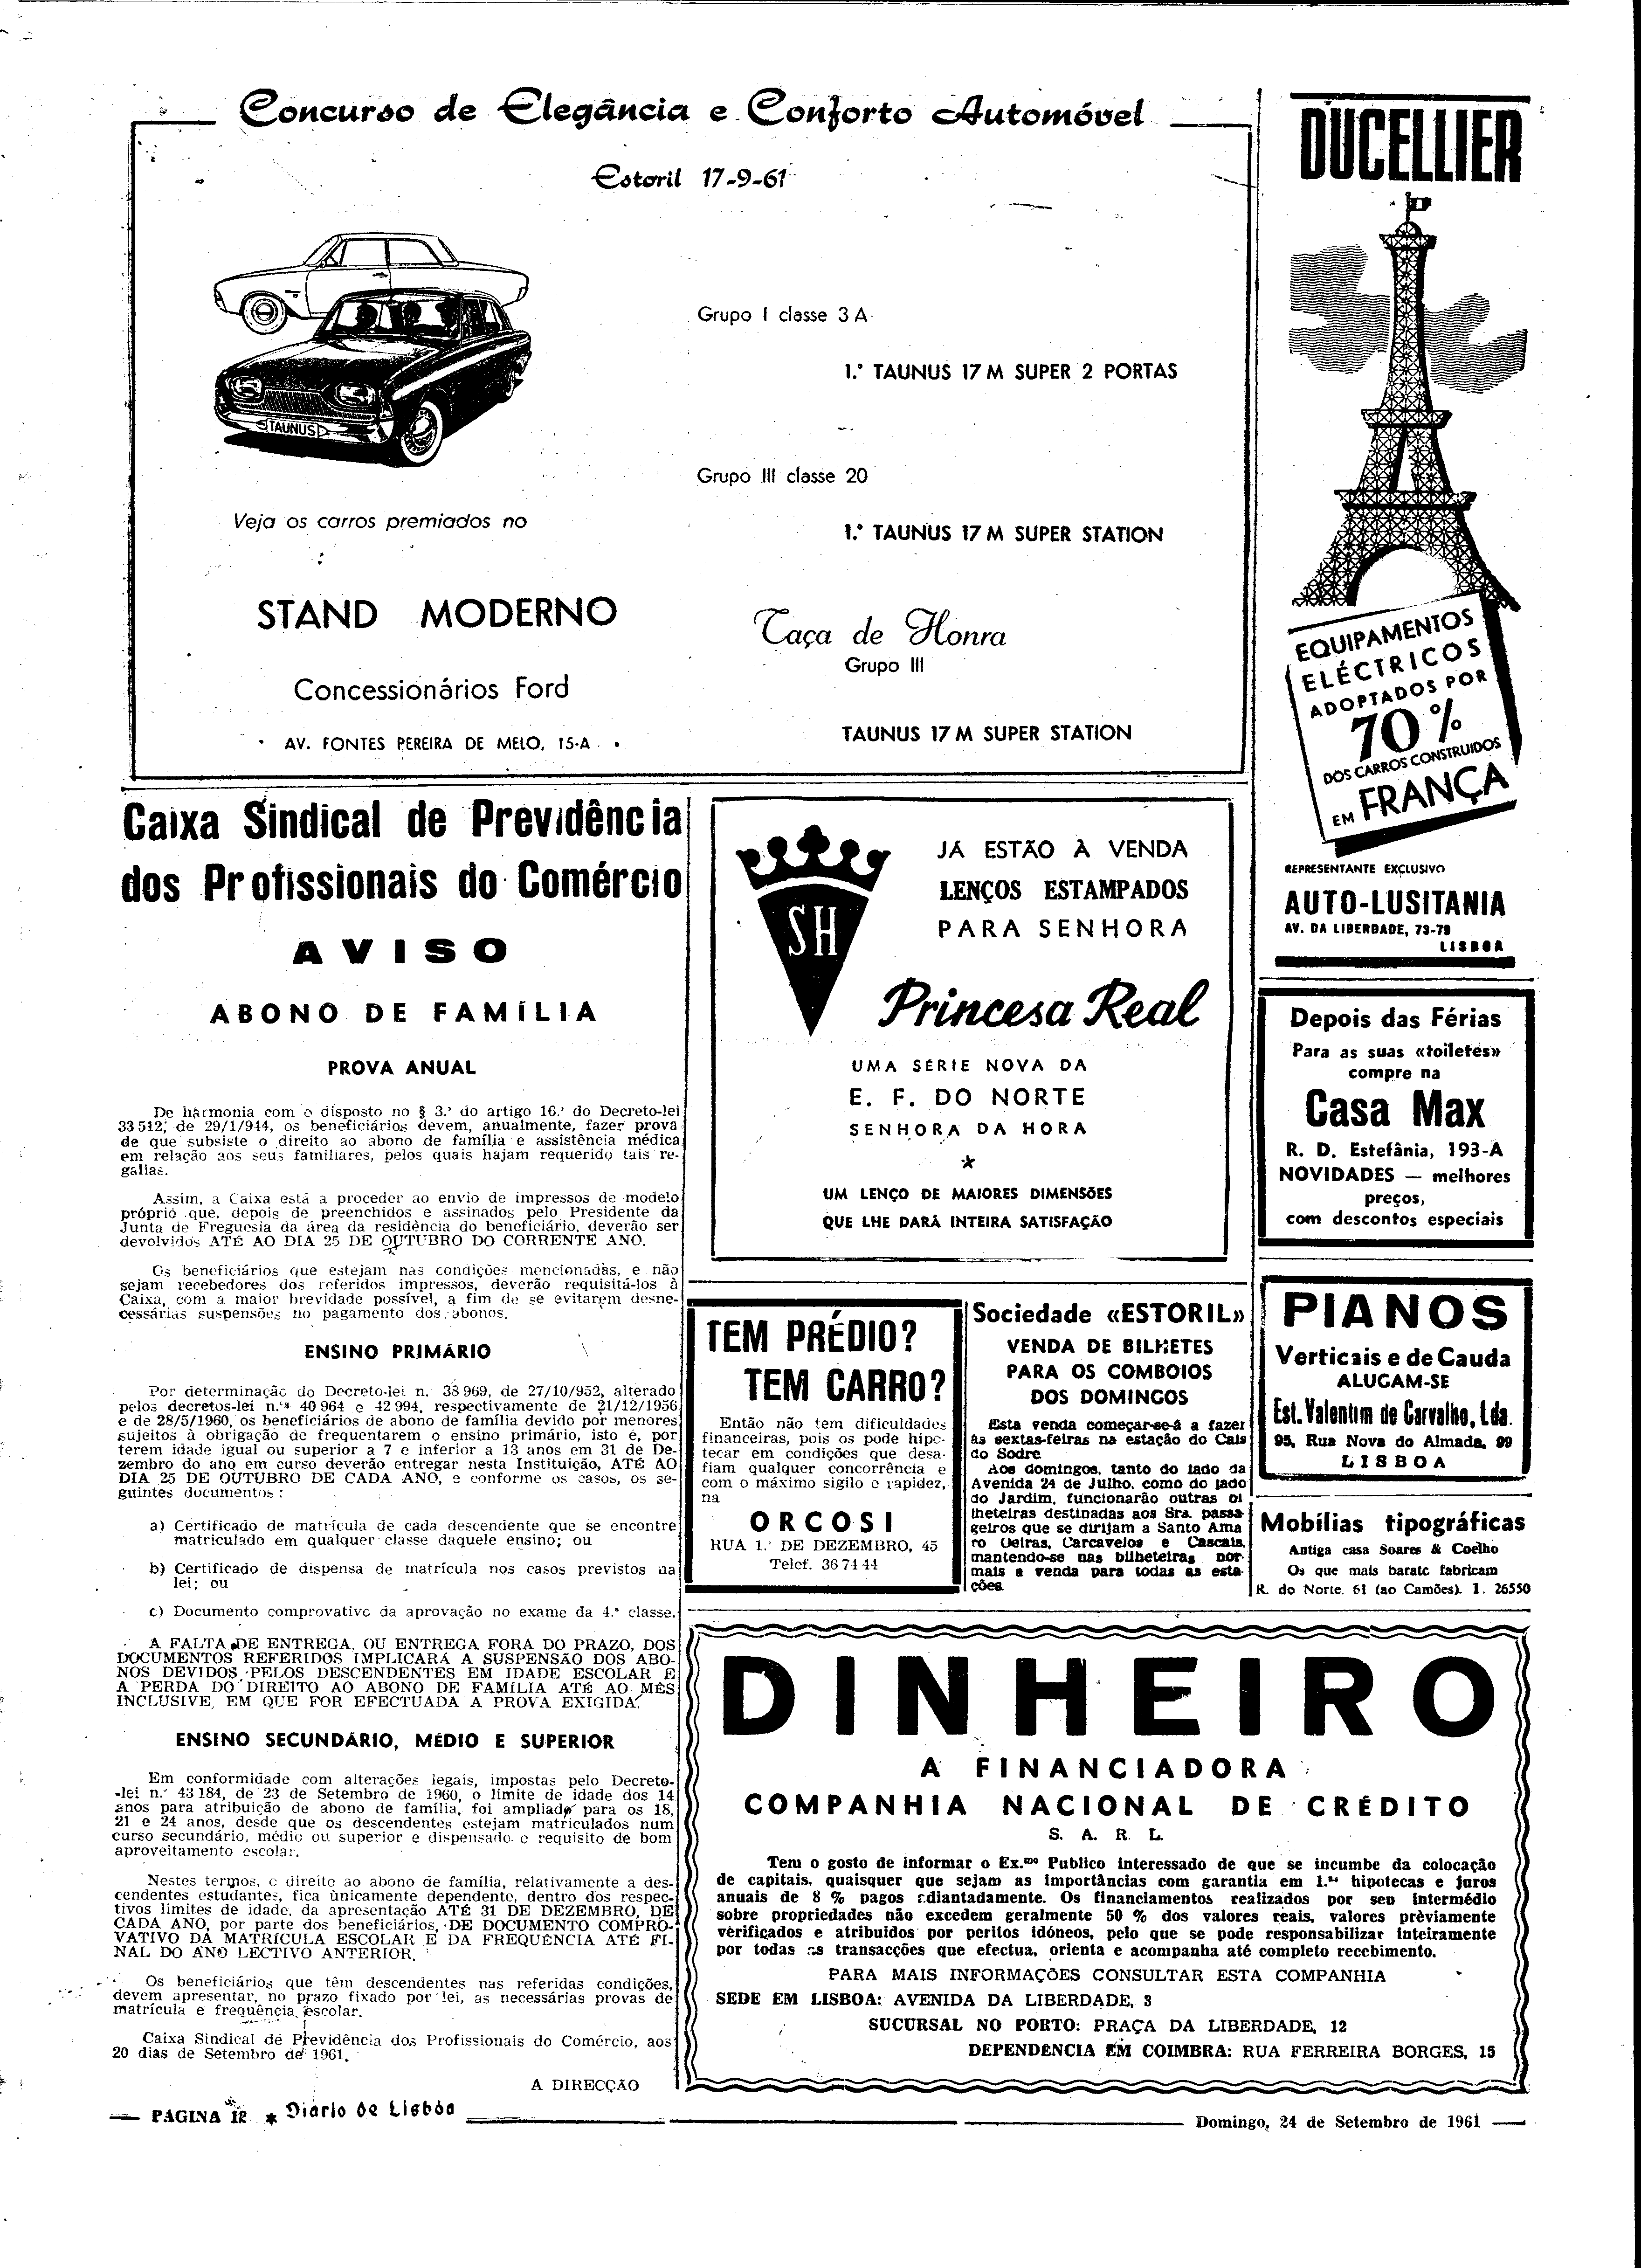 Concurso de Elegância e Conforto Automóvel
Estoril 17-9-61
TAUNUS
Veja os carros premiados no
STAND MODERNO
Concessionários Ford
AV. FONTES PEREIRA DE MELO, 15-A
Grupo I classe 3 A
1.º TAUNUS 17 M SUPER 2 PORTAS
Grupo III classe 20
1.º TAUNUS 17 M SUPER STATION
Taça de Honra
Grupo III
TAUNUS 17 M SUPER STATION
DUCELLIER
EQUIPAMENTOS
ELÉCTRICOS
ADOPTADOS POR
70 %
DOS CARROS CONSTRUIDOS
EM FRANÇA
REPRESENTANTE EXCLUSIVO
AUTO-LUSITANIA
AV. DA LIBERDADE, 73-79
LISBOA
Caixa Sindical de Previdência
dos Profissionais do Comércio
AVISO
ABONO DE FAMÍLIA
PROVA ANUAL
De harmonia com o disposto no § 3.º do artigo 16.º do Decreto-lei
33 512, de 29/1/944, os beneficiários devem, anualmente, fazer prova
de que subsiste o direito ao abono de família e assistência médica
em relação aos seus familiares, pelos quais hajam requerido tais re-
galias.
Assim, a Caixa está a proceder ao envio de impressos de modelo
próprio que, depois de preenchidos e assinados pelo Presidente da
Junta de Freguesia da área da residência do beneficiário, deverão ser
devolvidos ATÉ AO DIA 25 DE OUTUBRO DO CORRENTE ANO.
Os beneficiários que estejam nas condições mencionadas, e não
sejam recebedores dos referidos impressos, deverão requisitá-los à
Caixa, com a maior brevidade possível, a fim de se evitarem desne-
cessárias suspensões no pagamento dos abonos.
ENSINO PRIMÁRIO
Por determinação do Decreto-lei n. 38 969, de 27/10/952, alterado
pelos decretos-lei n.ºs 40 964 e 42 994, respectivamente de 21/12/1956
e de 28/5/1960, os beneficiários de abono de família devido por menores
sujeitos à obrigação de frequentarem o ensino primário, isto é, por
terem idade igual ou superior a 7 e inferior a 13 anos em 31 de De-
zembro do ano em curso deverão entregar nesta Instituição, ATÉ AO
DIA 25 DE OUTUBRO DE CADA ANO, e conforme os casos, os se-
guintes documentos:
a) Certificado de matrícula de cada descendente que se encontre
matriculado em qualquer classe daquele ensino; ou
b) Certificado de dispensa de matrícula nos casos previstos na
lei; ou
c) Documento comprovativo da aprovação no exame da 4.ª classe.
A FALTA DE ENTREGA, OU ENTREGA FORA DO PRAZO, DOS
DOCUMENTOS REFERIDOS IMPLICARÁ A SUSPENSÃO DOS ABO-
NOS DEVIDOS PELOS DESCENDENTES EM IDADE ESCOLAR E
A PERDA DO DIREITO AO ABONO DE FAMÍLIA ATÉ AO MÊS
INCLUSIVE, EM QUE FOR EFECTUADA A PROVA EXIGIDA.
ENSINO SECUNDÁRIO, MÉDIO E SUPERIOR
Em conformidade com alterações legais, impostas pelo Decreto-
-lei n.º 43 184, de 23 de Setembro de 1960, o limite de idade dos 14
anos para atribuição de abono de família, foi ampliado para os 18,
21 e 24 anos, desde que os descendentes estejam matriculados num
curso secundário, médio ou superior e dispensado o requisito de bom
aproveitamento escolar.
Nestes termos, o direito ao abono de família, relativamente a des-
cendentes estudantes, fica ùnicamente dependente, dentro dos respec-
tivos limites de idade, da apresentação ATÉ 31 DE DEZEMBRO, DE
CADA ANO, por parte dos beneficiários, DE DOCUMENTO COMPRO-
VATIVO DA MATRÍCULA ESCOLAR E DA FREQUÊNCIA ATÉ FI-
NAL DO ANO LECTIVO ANTERIOR.
Os beneficiários que têm descendentes nas referidas condições,
devem apresentar, no prazo fixado por lei, as necessárias provas de
matrícula e frequência escolar.
Caixa Sindical de Previdência dos Profissionais do Comércio, aos
20 dias de Setembro de 1961.
A DIRECÇÃO
SH
JÁ ESTÃO À VENDA
LENÇOS ESTAMPADOS
PARA SENHORA
Princesa Real
UMA SÉRIE NOVA DA
E. F. DO NORTE
SENHORA DA HORA
*
UM LENÇO DE MAIORES DIMENSÕES
QUE LHE DARÁ INTEIRA SATISFAÇÃO
Depois das Férias
Para as suas «toiletes»
compre na
Casa Max
R. D. Estefânia, 193-A
NOVIDADES — melhores
preços,
com descontos especiais
TEM PRÉDIO?
TEM CARRO?
Então não tem dificuldades
financeiras, pois os pode hipo-
tecar em condições que desa-
fiam qualquer concorrência e
com o máximo sigilo e rapidez,
na
ORCOSI
RUA 1.º DE DEZEMBRO, 45
Telef. 36 74 44
Sociedade «ESTORIL»
VENDA DE BILHETES
PARA OS COMBOIOS
DOS DOMINGOS
Esta venda começar-se-á a fazer
às sextas-feiras na estação do Cais
do Sodre
Aos domingos, tanto do lado da
Avenida 24 de Julho, como do lado
do Jardim, funcionarão outras bi
lheteiras destinadas aos Srs. passa
geiros que se dirijam a Santo Ama
ro Oeiras, Carcavelos e Cascais,
mantendo-se nas bilheteiras nor-
mais a venda para todas as esta-
ções
PIANOS
Verticais e de Cauda
ALUGAM-SE
Est. Valentim de Carvalho, Lda.
95, Rua Nova do Almada, 99
LISBOA
Mobílias tipográficas
Antiga casa Soares & Coelho
Os que mais barato fabricam
R. do Norte, 61 (ao Camões). T. 26550
DINHEIRO
A FINANCIADORA
COMPANHIA NACIONAL DE CRÉDITO
S. A. R. L.
Tem o gosto de informar o Ex.mo Publico interessado de que se incumbe da colocação
de capitais, quaisquer que sejam as importâncias com garantia em 1.as hipotecas e juros
anuais de 8 % pagos adiantadamente. Os financiamentos realizados por seu intermédio
sobre propriedades não excedem geralmente 50 % dos valores reais, valores prèviamente
verificados e atribuidos por peritos idóneos, pelo que se pode responsabilizar inteiramente
por todas as transacções que efectua, orienta e acompanha até completo recebimento.
PARA MAIS INFORMAÇÕES CONSULTAR ESTA COMPANHIA
SEDE EM LISBOA: AVENIDA DA LIBERDADE, 3
SUCURSAL NO PORTO: PRAÇA DA LIBERDADE, 12
DEPENDÊNCIA EM COIMBRA: RUA FERREIRA BORGES, 15
PÁGINA 12 * Diário de Lisboa
Domingo, 24 de Setembro de 1961